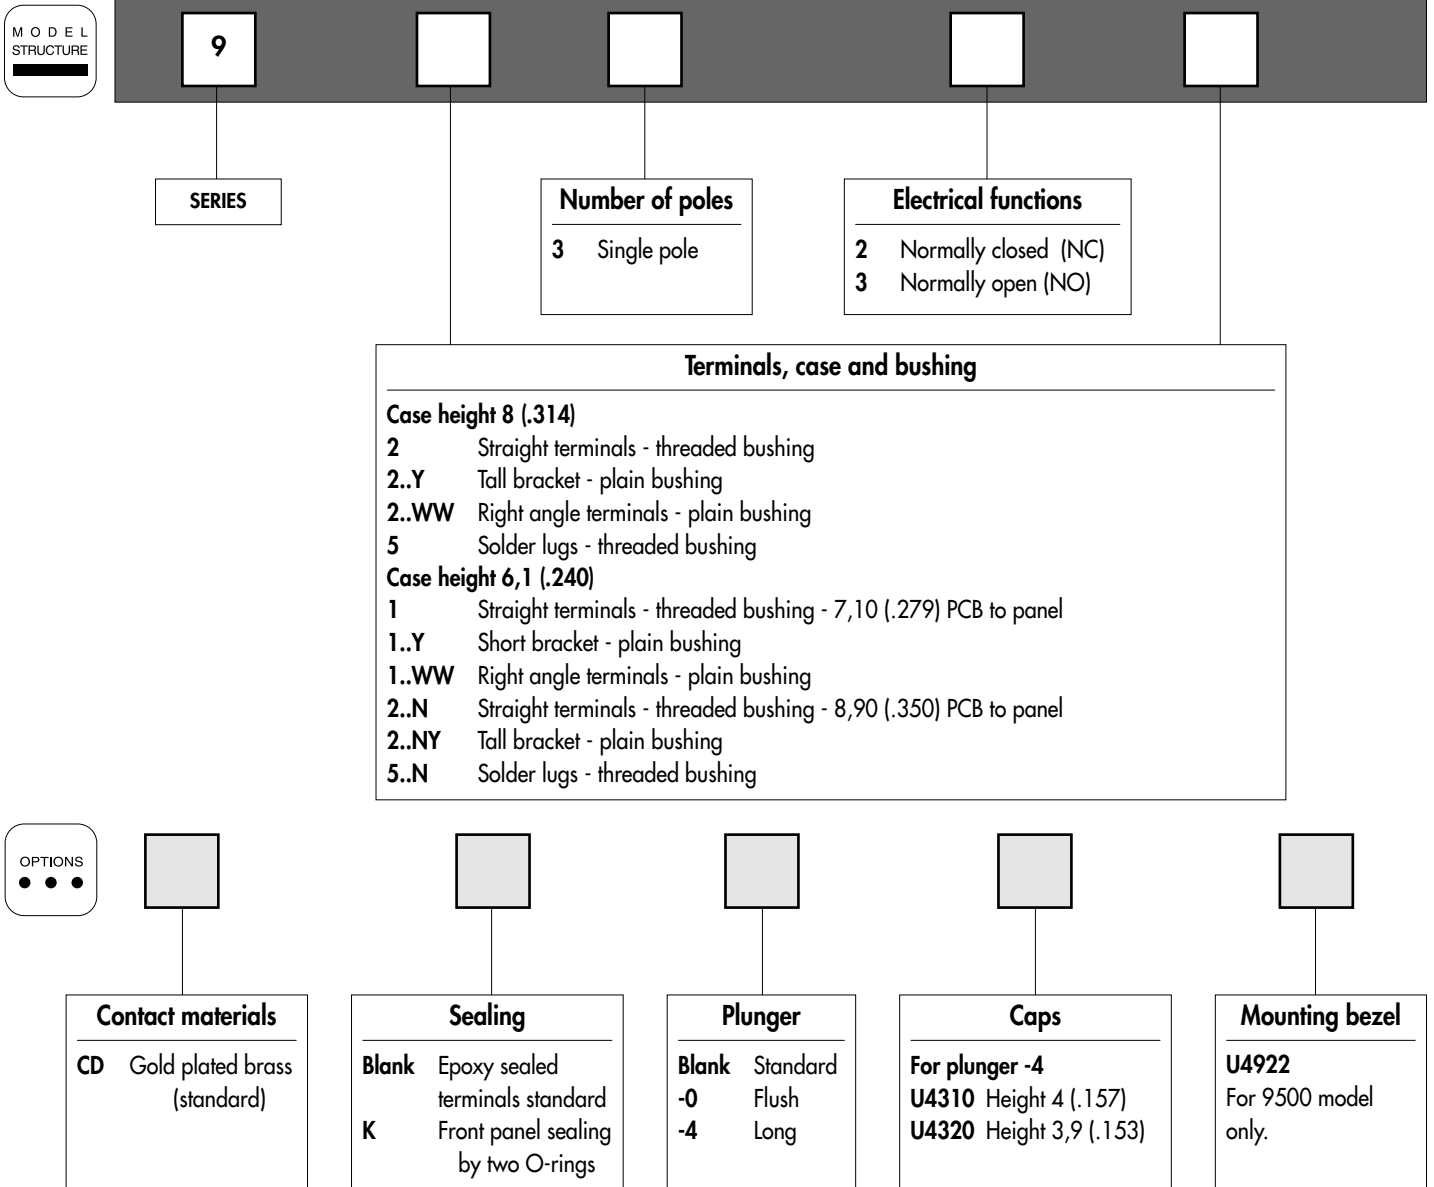 MODEL
STRUCTURE
9
SERIES
Number of poles
3 Single pole
Electrical functions
2 Normally closed (NC)
3 Normally open (NO)
Terminals, case and bushing
Case height 8 (.314)
2 Straight terminals - threaded bushing
2..Y Tall bracket - plain bushing
2..WW Right angle terminals - plain bushing
5 Solder lugs - threaded bushing
Case height 6,1 (.240)
1 Straight terminals - threaded bushing - 7,10 (.279) PCB to panel
1..Y Short bracket - plain bushing
1..WW Right angle terminals - plain bushing
2..N Straight terminals - threaded bushing - 8,90 (.350) PCB to panel
2..NY Tall bracket - plain bushing
5..N Solder lugs - threaded bushing
OPTIONS
Contact materials
CD Gold plated brass
(standard)
Sealing
Blank Epoxy sealed
terminals standard
K Front panel sealing
by two O-rings
Plunger
Blank Standard
-0 Flush
-4 Long
Caps
For plunger -4
U4310 Height 4 (.157)
U4320 Height 3,9 (.153)
Mounting bezel
U4922
For 9500 model
only.